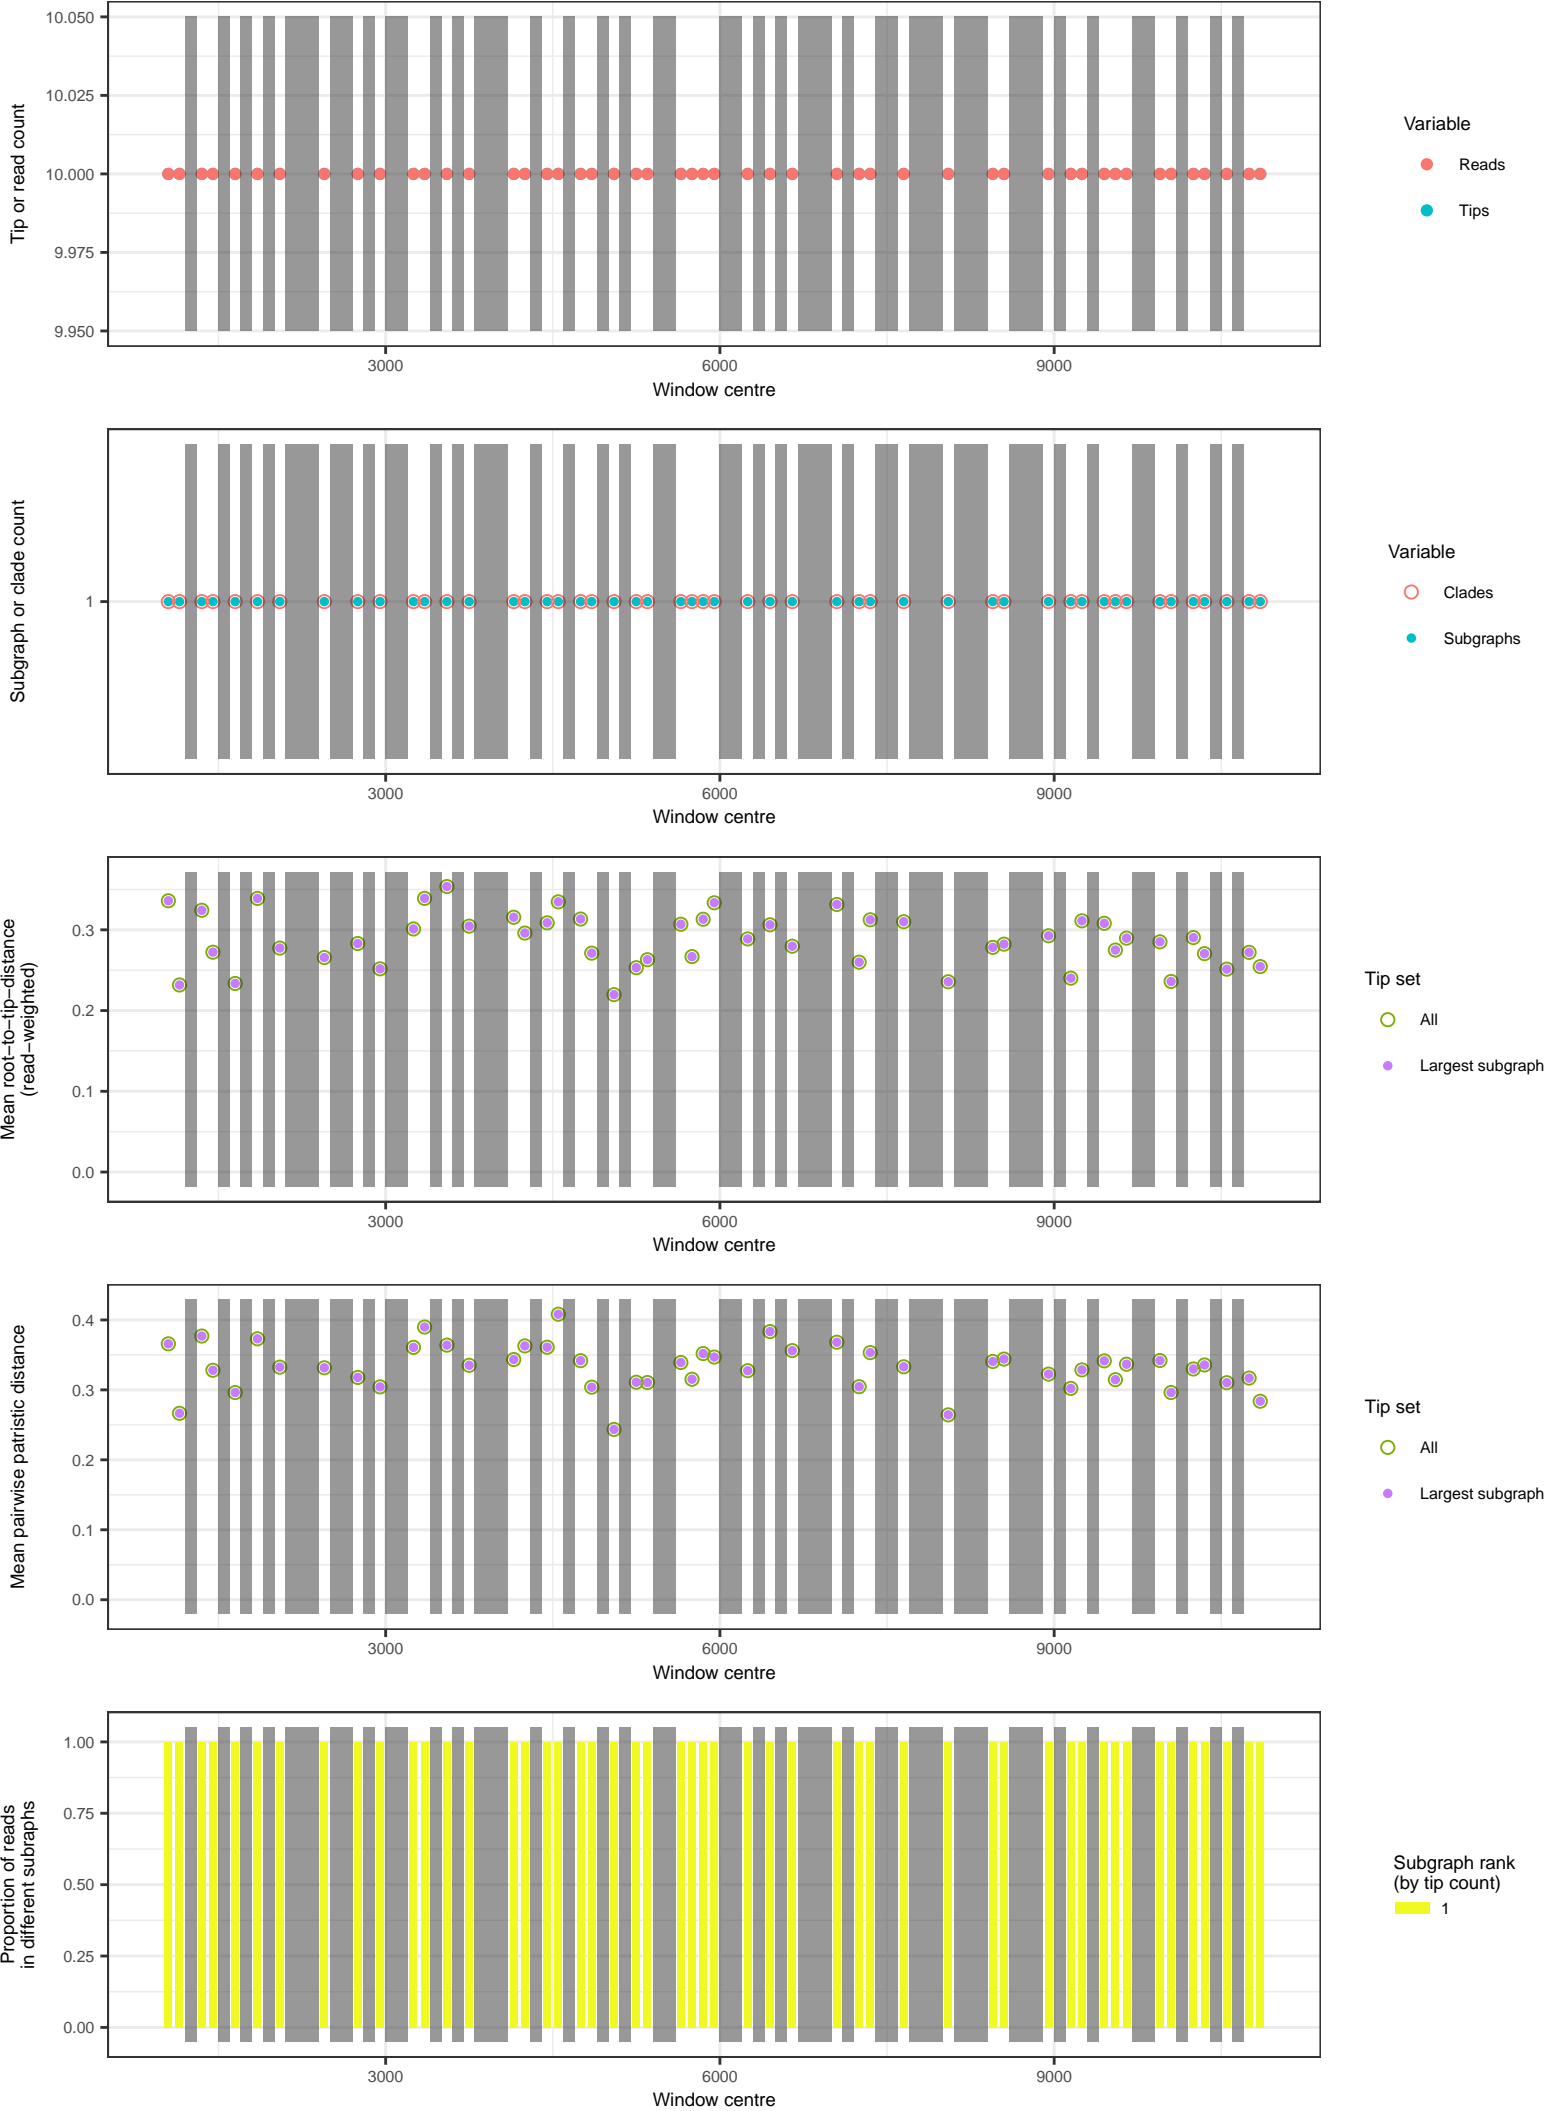 10.050
10.025
10.000
9.975
9.950
Tip or read count
3000
6000
9000
Window centre
Variable
Reads
Tips
1
Subgraph or clade count
3000
6000
9000
Window centre
Variable
Clades
Subgraphs
0.3
0.2
0.1
0.0
Mean root−to−tip−distance
(read−weighted)
3000
6000
9000
Window centre
Tip set
All
Largest subgraph
0.4
0.3
0.2
0.1
0.0
Mean pairwise patristic distance
3000
6000
9000
Window centre
Tip set
All
Largest subgraph
1.00
0.75
0.50
0.25
0.00
Proportion of reads
in different subraphs
3000
6000
9000
Window centre
Subgraph rank
(by tip count)
1